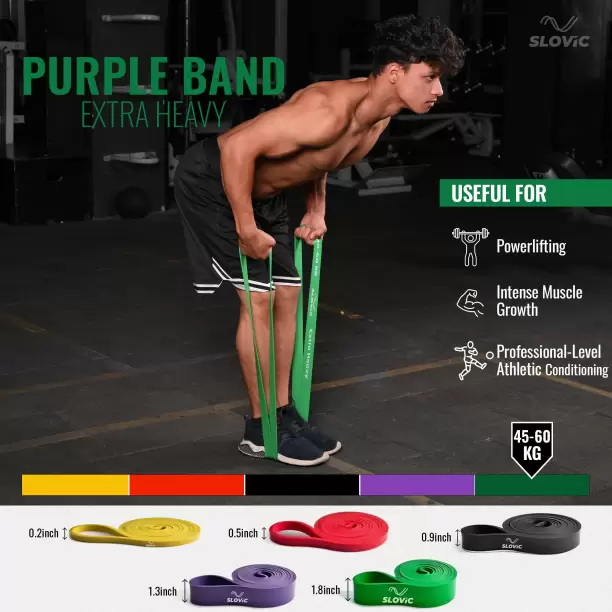 SLOVIC
PURPLE BAND
EXTRA HEAVY
USEFUL FOR
Powerlifting
Intense Muscle
Growth
Professional-Level
Athletic Conditioning
45-60
KG
0.2inch
0.5inch
0.9inch
SLOVIC
1.3inch
SLOVIC
1.8inch
SLOVIC